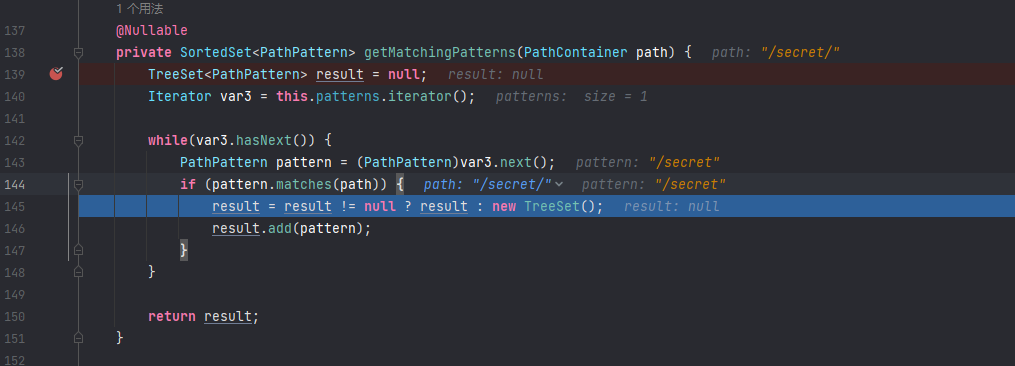 1 个用法
137 @Nullable
138 private SortedSet<PathPattern> getMatchingPatterns(PathContainer path) { path: "/secret/"
139 TreeSet<PathPattern> result = null; result: null
140 Iterator var3 = this.patterns.iterator(); patterns: size = 1
141
142 while(var3.hasNext()) {
143 PathPattern pattern = (PathPattern)var3.next(); pattern: "/secret"
144 if (pattern.matches(path)) { path: "/secret/" pattern: "/secret"
145 result = result != null ? result : new TreeSet(); result: null
146 result.add(pattern);
147 }
148 }
149
150 return result;
151 }
152